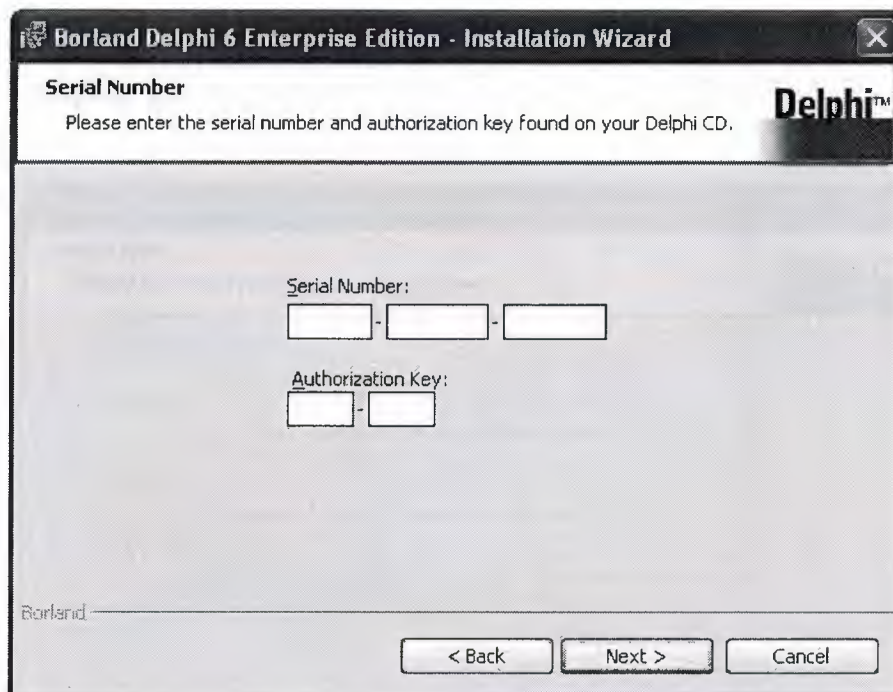 Borland Delphi 6 Enterprise Edition - Installation Wizard
Serial Number
Please enter the serial number and authorization key found on your Delphi CD.
Delphi™
Serial Number:
- -
Authorization Key:
-
Borland
< Back Next > Cancel